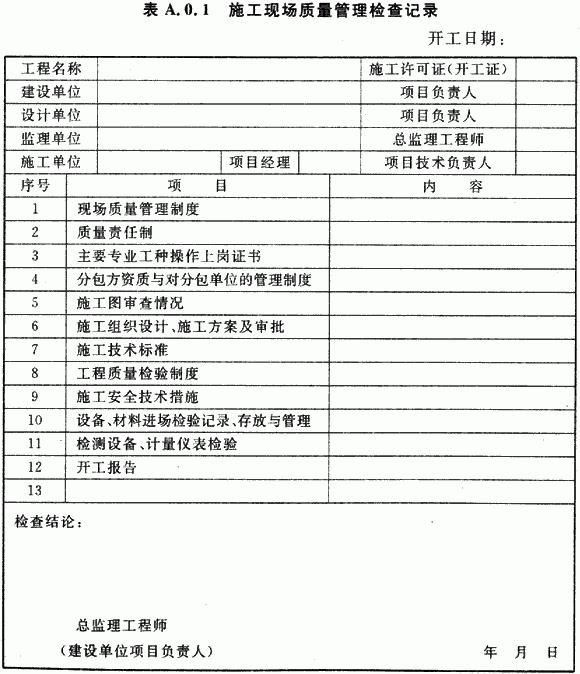 表 A.0.1 施工现场质量管理检查记录
开工日期：
工程名称 施工许可证(开工证)
建设单位 项目负责人
设计单位 项目负责人
监理单位 总监理工程师
施工单位 项目经理 项目技术负责人
序号 项 目 内 容
1 现场质量管理制度
2 质量责任制
3 主要专业工种操作上岗证书
4 分包方资质与对分包单位的管理制度
5 施工图审查情况
6 施工组织设计、施工方案及审批
7 施工技术标准
8 工程质量检验制度
9 施工安全技术措施
10 设备、材料进场检验记录、存放与管理
11 检测设备、计量仪表检验
12 开工报告
13
检查结论：
总监理工程师
(建设单位项目负责人) 年 月 日